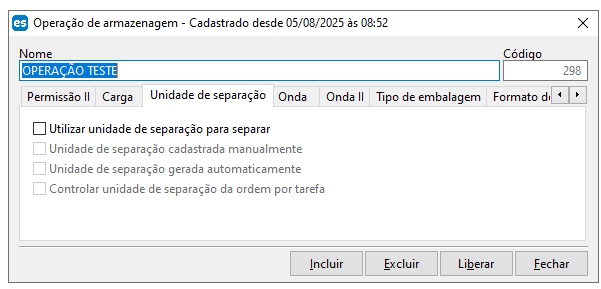 es Operação de armazenagem - Cadastrado desde 05/08/2025 às 08:52
Nome Código
OPERAÇÃO TESTE 298
Permissão II Carga Unidade de separação Onda Onda II Tipo de embalagem Formato
Utilizar unidade de separação para separar
Unidade de separação cadastrada manualmente
Unidade de separação gerada automaticamente
Controlar unidade de separação da ordem por tarefa
Incluir Excluir Liberar Fechar